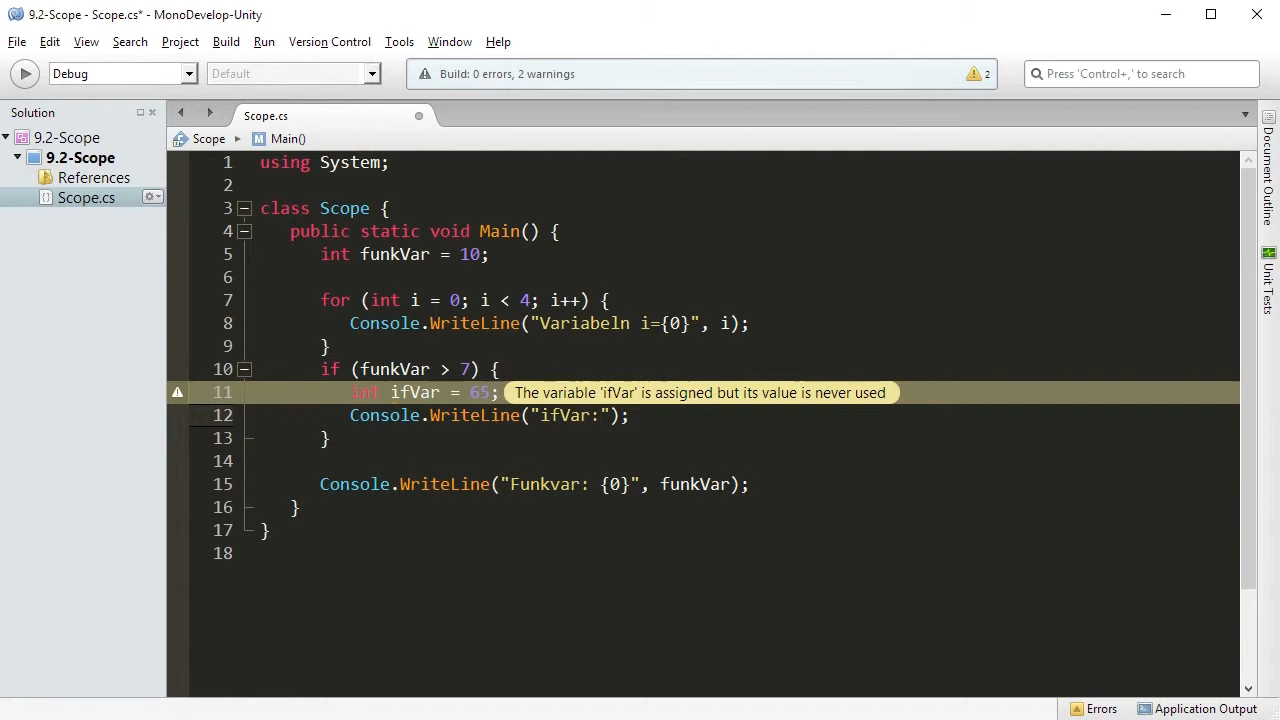 9.2-Scope - Scope.cs* - MonoDevelop-Unity
File Edit View Search Project Build Run Version Control Tools Window Help
Debug Default Build: 0 errors, 2 warnings 2 Press 'Control+,' to search
Solution
9.2-Scope
9.2-Scope
References
Scope.cs
Scope.cs
Scope Main()
1 using System;
2
3 class Scope {
4 public static void Main() {
5 int funkVar = 10;
6
7 for (int i = 0; i < 4; i++) {
8 Console.WriteLine("Variabeln i={0}", i);
9 }
10 if (funkVar > 7) {
11 int ifVar = 65; The variable 'ifVar' is assigned but its value is never used
12 Console.WriteLine("ifVar:");
13 }
14
15 Console.WriteLine("Funkvar: {0}", funkVar);
16 }
17 }
18
Document Outline
Unit Tests
Errors Application Output